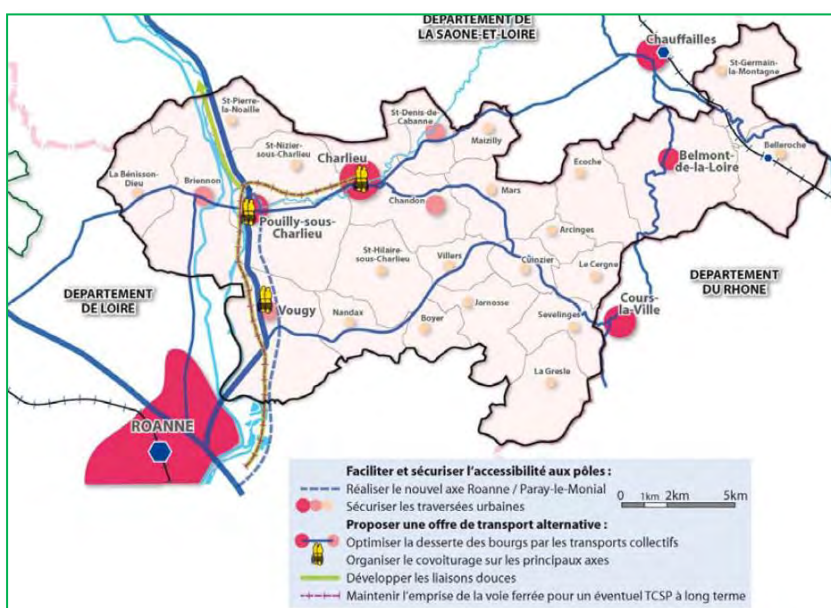 DEPARTEMENT DE
LA SAONE-ET-LOIRE
Chauffailles
St-Germain-
la-Montagne
St-Pierre-
la-Noaille
St-Denis-de-
Cabanne
St-Nizier-
sous-Charlieu
Maizilly
Charlieu
Belleroche
La Bénisson-
Dieu
Briennon
Ecoche
Belmont-
de-la-Loire
Mars
Chandon
Pouilly-sous-
Charlieu
Arcinges
St-Hilaire-
sous-Charlieu
Villers
Cuinzier
Le Cergne
DEPARTEMENT
DU RHONE
DEPARTEMENT
DE LOIRE
Vougy
Nandax
Jarnosse
Boyer
Sevelinges
Cours-
la-Ville
La Gresle
ROANNE
Faciliter et sécuriser l'accessibilité aux pôles :
Réaliser le nouvel axe Roanne / Paray-le-Monial
Sécuriser les traversées urbaines
0 1km 2km 5km
Proposer une offre de transport alternative :
Optimiser la desserte des bourgs par les transports collectifs
Organiser le covoiturage sur les principaux axes
Développer les liaisons douces
Maintenir l'emprise de la voie ferrée pour un éventuel TCSP à long terme